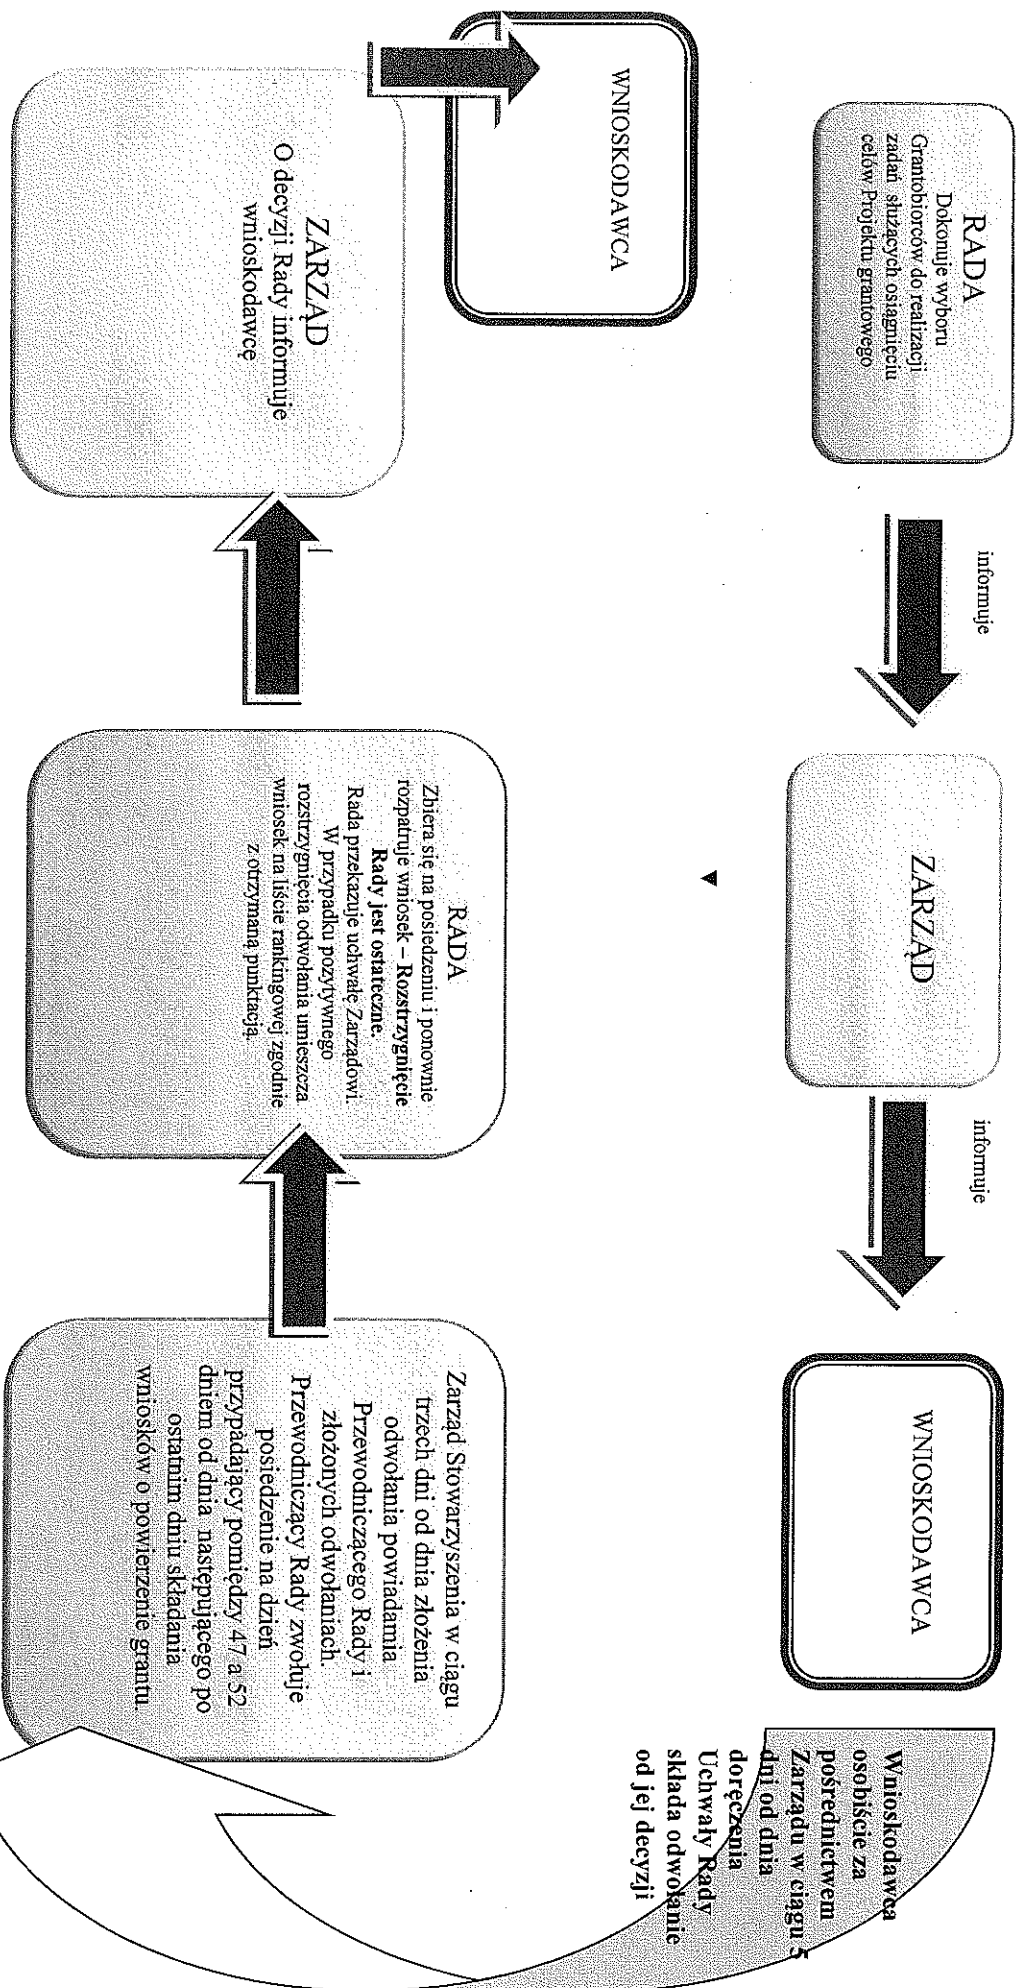 RADA
Dokonuje wyboru
Grantobiorców do realizacji
zadań służących osiągnięciu
celów Projektu grantowego
informuje
ZARZĄD
informuje
WNIOSKODAWCA
Wnioskodawca
osobiście za
pośrednictwem
Zarządu w ciągu 5
dni od dnia
doręczenia
Uchwały Rady
składa odwołanie
od jej decyzji
Zarząd Stowarzyszenia w ciągu
trzech dni od dnia złożenia
odwołania powiadamia
Przewodniczącego Rady i
złożonych odwołaniach.
Przewodniczący Rady zwołuje
posiedzenie na dzień
przypadający pomiędzy 47 a 52
dniem od dnia następującego po
ostatnim dniu składania
wniosków o powierzenie grantu.
RADA
Zbiera się na posiedzeniu i ponownie
rozpatruje wniosek – Rozstrzygnięcie
Rady jest ostateczne.
Rada przekazuje uchwałę Zarządowi.
W przypadku pozytywnego
rozstrzygnięcia odwołania umieszcza
wniosek na liście rankingowej zgodnie
z otrzymaną punktacją.
ZARZĄD
O decyzji Rady informuje
wnioskodawcę
WNIOSKODAWCA